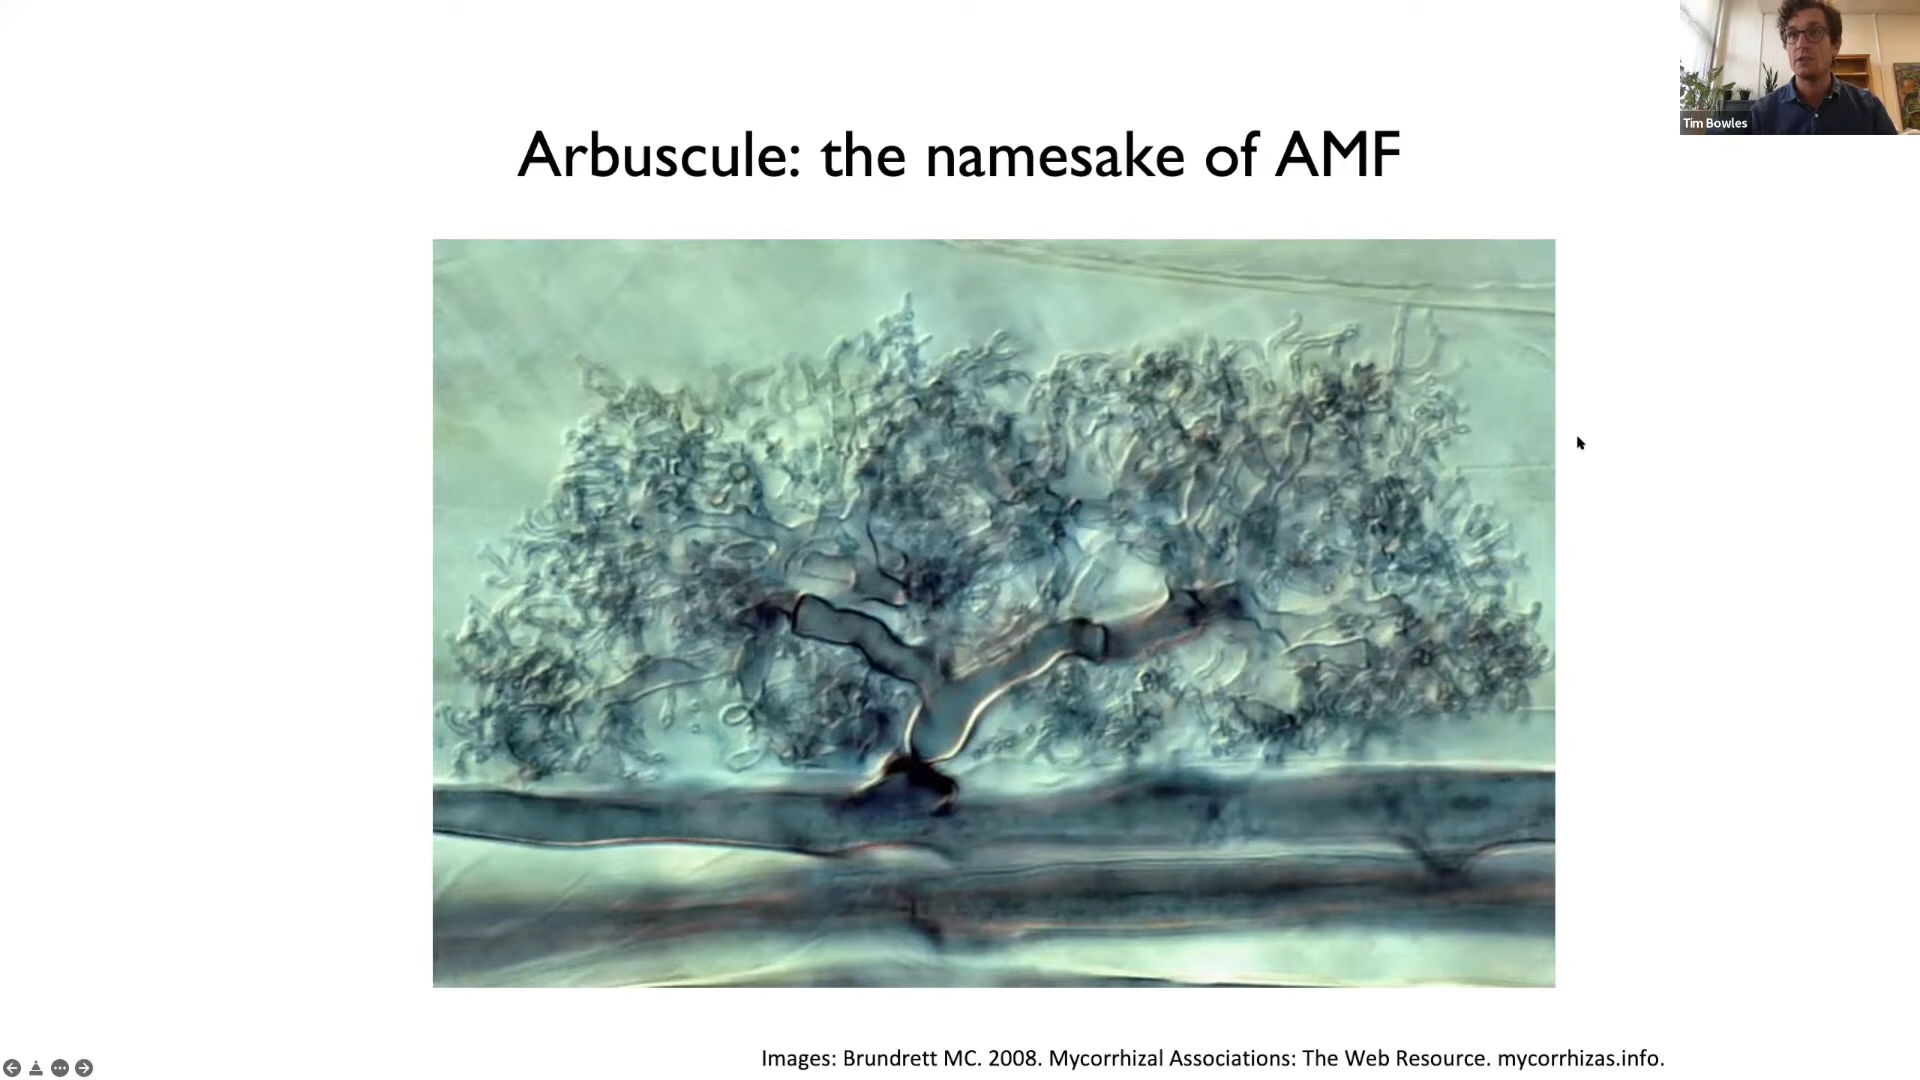 Tim Bowles
Arbuscule: the namesake of AMF
Images: Brundrett MC. 2008. Mycorrhizal Associations: The Web Resource. mycorrhizas.info.